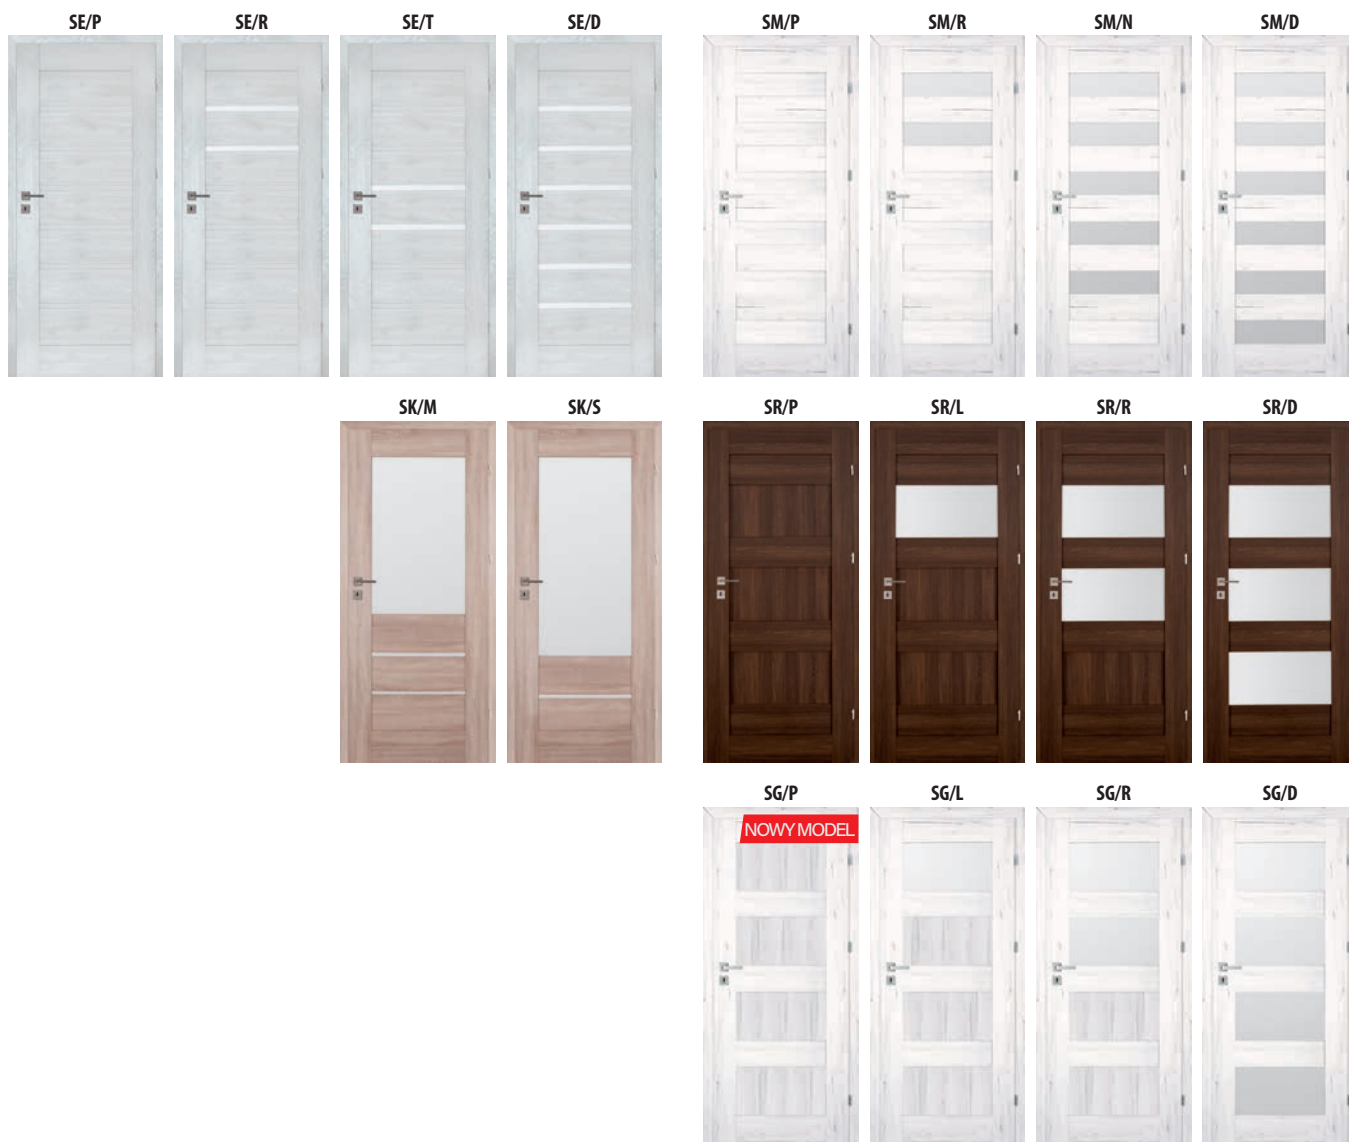 SE/P SE/R SE/T SE/D SM/P SM/R SM/N SM/D
SK/M SK/S SR/P SR/L SR/R SR/D
SG/P SG/L SG/R SG/D
NOWY MODEL